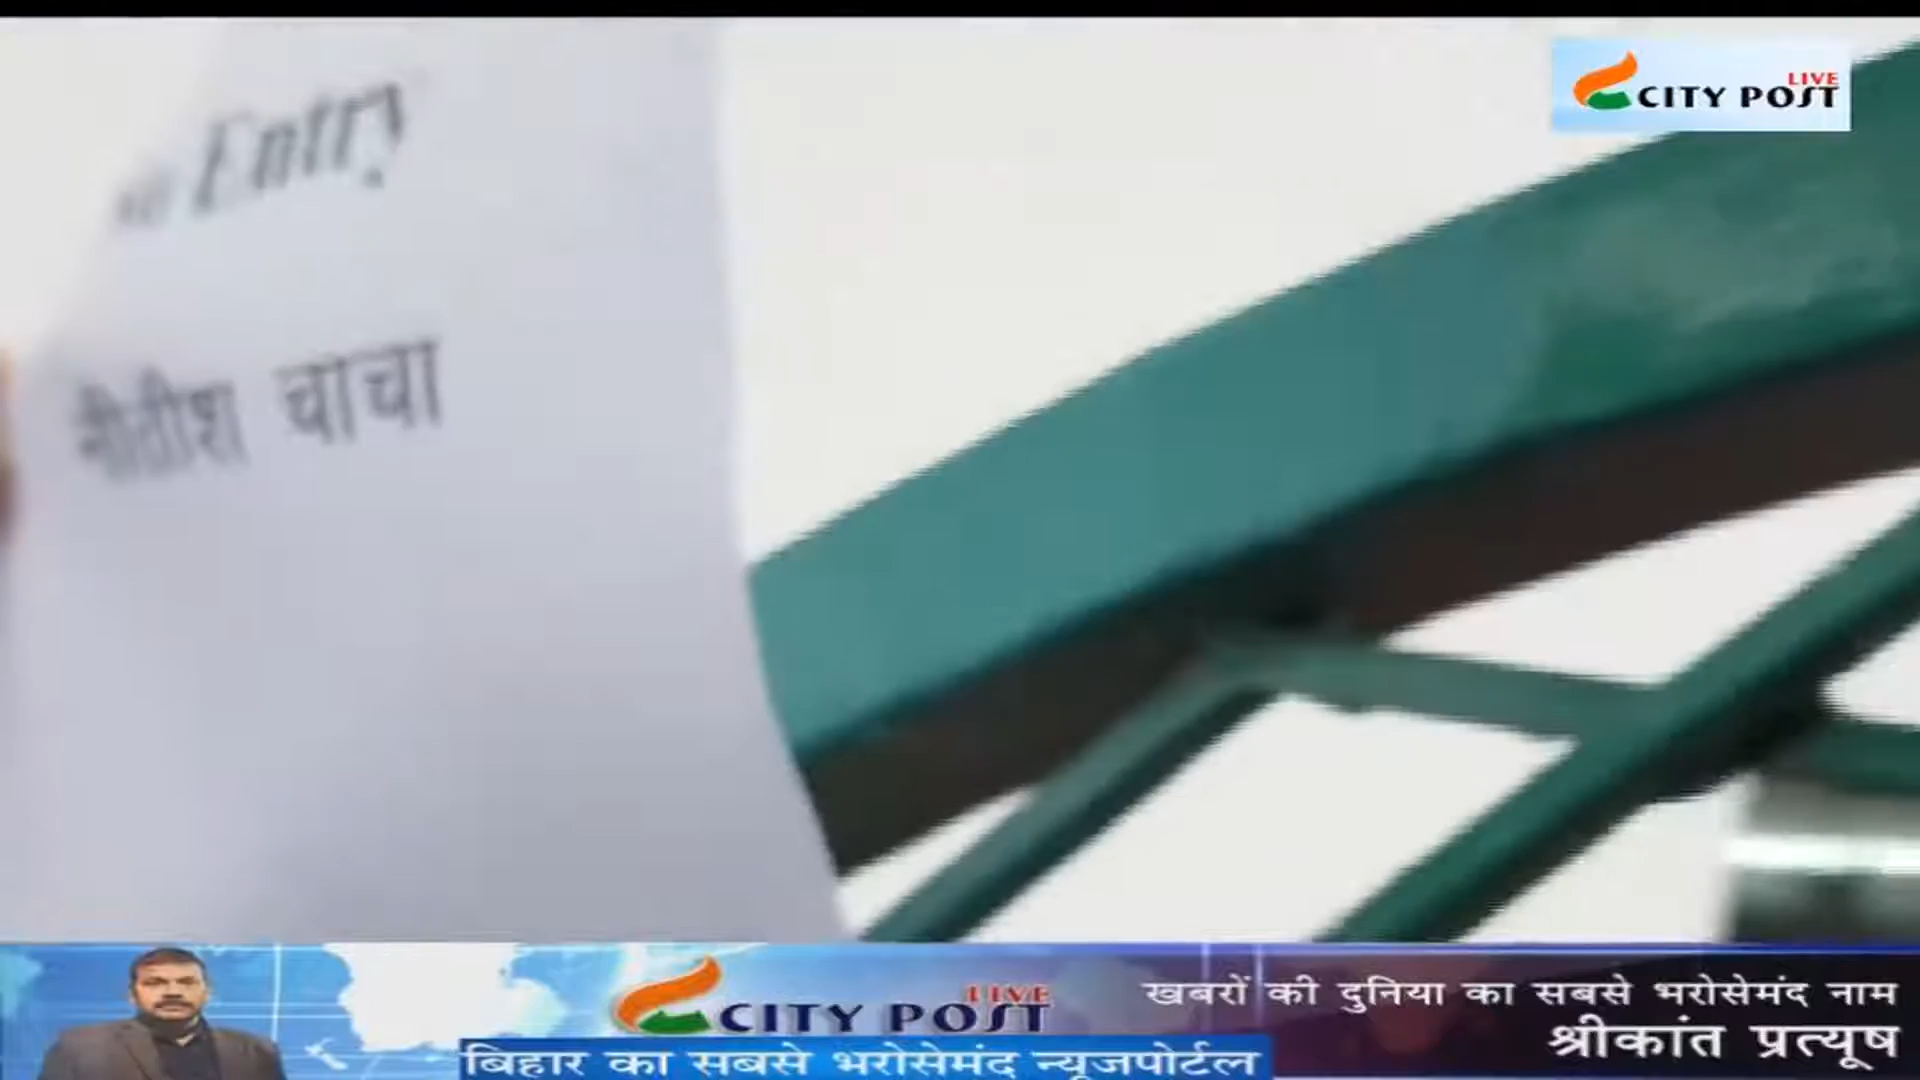 LIVE
CITY POST
Entry
नीतीश चाचा
LIVE
CITY POST
खबरों की दुनिया का सबसे भरोसेमंद नाम
श्रीकांत प्रत्यूष
बिहार का सबसे भरोसेमंद न्यूजपोर्टल